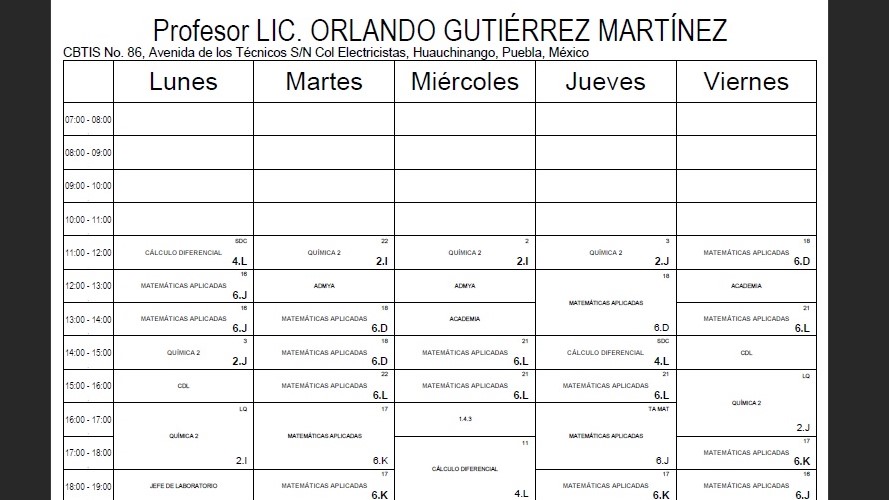 Profesor LIC. ORLANDO GUTIÉRREZ MARTÍNEZ
CBTIS No. 86, Avenida de los Técnicos S/N Col Electricistas, Huauchinango, Puebla, México
Lunes Martes Miércoles Jueves Viernes
07:00 - 08:00
08:00 - 09:00
09:00 - 10:00
10:00 - 11:00
SDC 22 2 3 18
11:00 - 12:00 CÁLCULO DIFERENCIAL QUÍMICA 2 QUÍMICA 2 QUÍMICA 2 MATEMÁTICAS APLICADAS
4.L 2.I 2.I 2.J 6.D
16 18
12:00 - 13:00 MATEMÁTICAS APLICADAS ADMYA ADMYA MATEMÁTICAS APLICADAS ACADEMIA
6.J
16 18 21
13:00 - 14:00 MATEMÁTICAS APLICADAS MATEMÁTICAS APLICADAS ACADEMIA MATEMÁTICAS APLICADAS
6.J 6.D 6.D 6.L
3 18 21 SDC
14:00 - 15:00 QUÍMICA 2 MATEMÁTICAS APLICADAS MATEMÁTICAS APLICADAS CÁLCULO DIFERENCIAL CDL
2.J 6.D 6.L 4.L
22 21 21 LQ
15:00 - 16:00 CDL MATEMÁTICAS APLICADAS MATEMÁTICAS APLICADAS MATEMÁTICAS APLICADAS QUÍMICA 2
6.L 6.L 6.L
LQ 17 TA MAT
16:00 - 17:00 QUÍMICA 2 MATEMÁTICAS APLICADAS 1.4.3 MATEMÁTICAS APLICADAS
2.J
11 17
17:00 - 18:00 CÁLCULO DIFERENCIAL MATEMÁTICAS APLICADAS
2.I 6.K 6.J 6.K
17 17 16
18:00 - 19:00 JEFE DE LABORATORIO MATEMÁTICAS APLICADAS MATEMÁTICAS APLICADAS MATEMÁTICAS APLICADAS
6.K 4.L 6.K 6.J